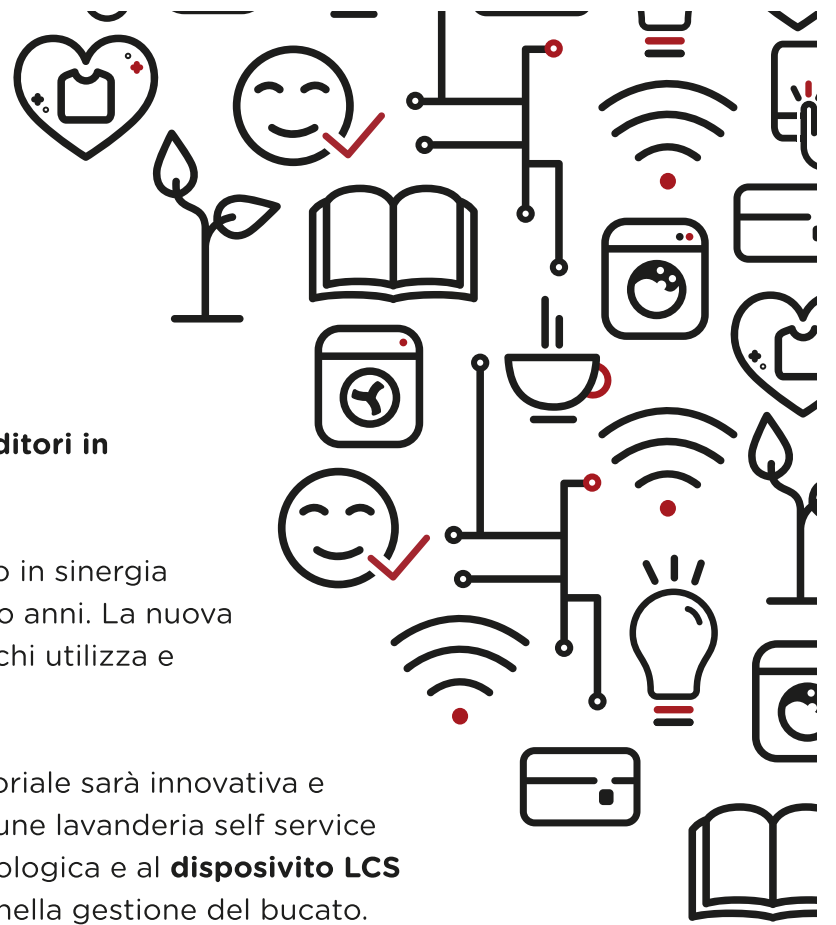 ditori in
o in sinergia
o anni. La nuova
chi utilizza e
oriale sarà innovativa e
une lavanderia self service
ologica e al disposivito LCS
nella gestione del bucato.